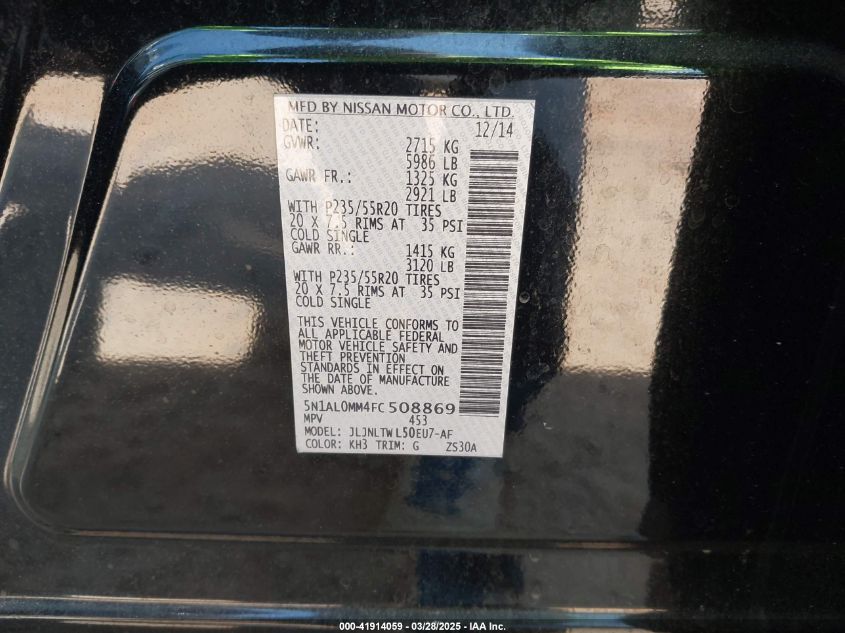 MFD BY NISSAN MOTOR CO., LTD.
DATE: 12/14
GVWR: 2715 KG
5986 LB
GAWR FR.: 1325 KG
2921 LB
WITH P235/55R20 TIRES
20 X 7.5 RIMS AT 35 PSI
COLD SINGLE
GAWR RR.: 1415 KG
3120 LB
WITH P235/55R20 TIRES
20 X 7.5 RIMS AT 35 PSI
COLD SINGLE
THIS VEHICLE CONFORMS TO
ALL APPLICABLE FEDERAL
MOTOR VEHICLE SAFETY AND
THEFT PREVENTION
STANDARDS IN EFFECT ON
THE DATE OF MANUFACTURE
SHOWN ABOVE.
5N1AL0MM4FC508869
MPV 453
MODEL: JLJNLTWL50EU7-AF
COLOR: KH3 TRIM: G ZS30A
000-41914059 - 03/28/2025 - IAA Inc.